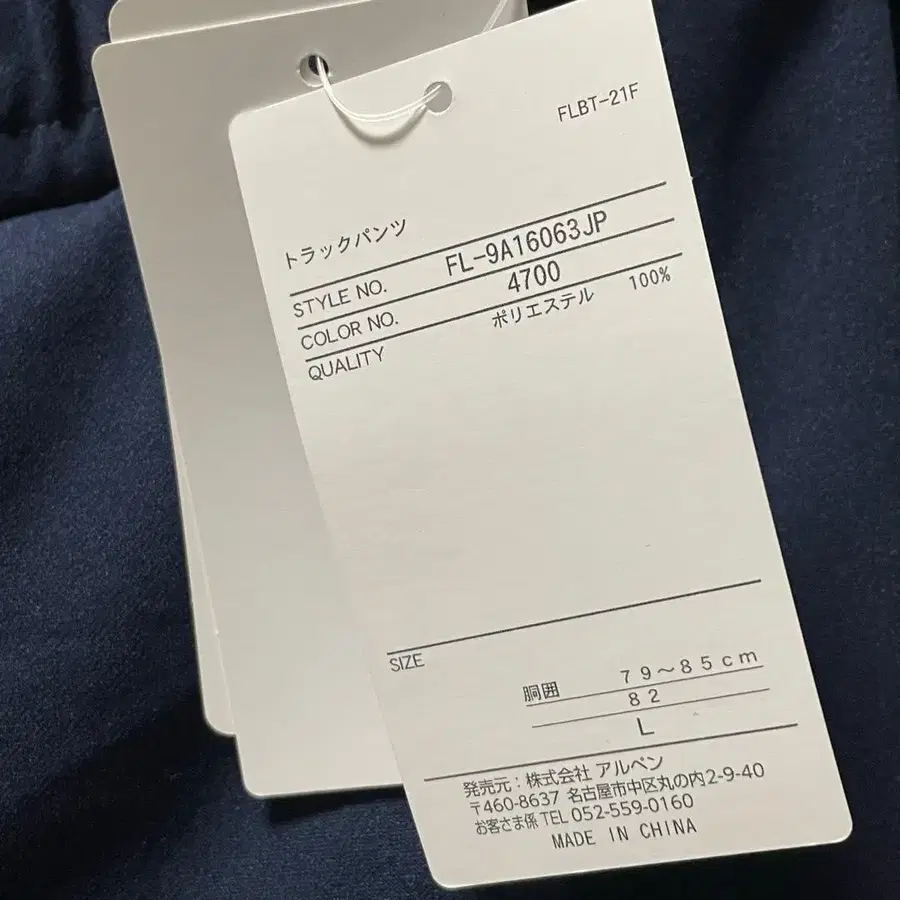 FLBT-21F
トラックパンツ
STYLE NO. FL-9A16063JP
COLOR NO. 4700
QUALITY ポリエステル 100%
SIZE
胴囲 79～85cm
82
L
発売元：株式会社 アルペン
〒460-8637 名古屋市中区丸の内2-9-40
お客さま係 TEL 052-559-0160
MADE IN CHINA